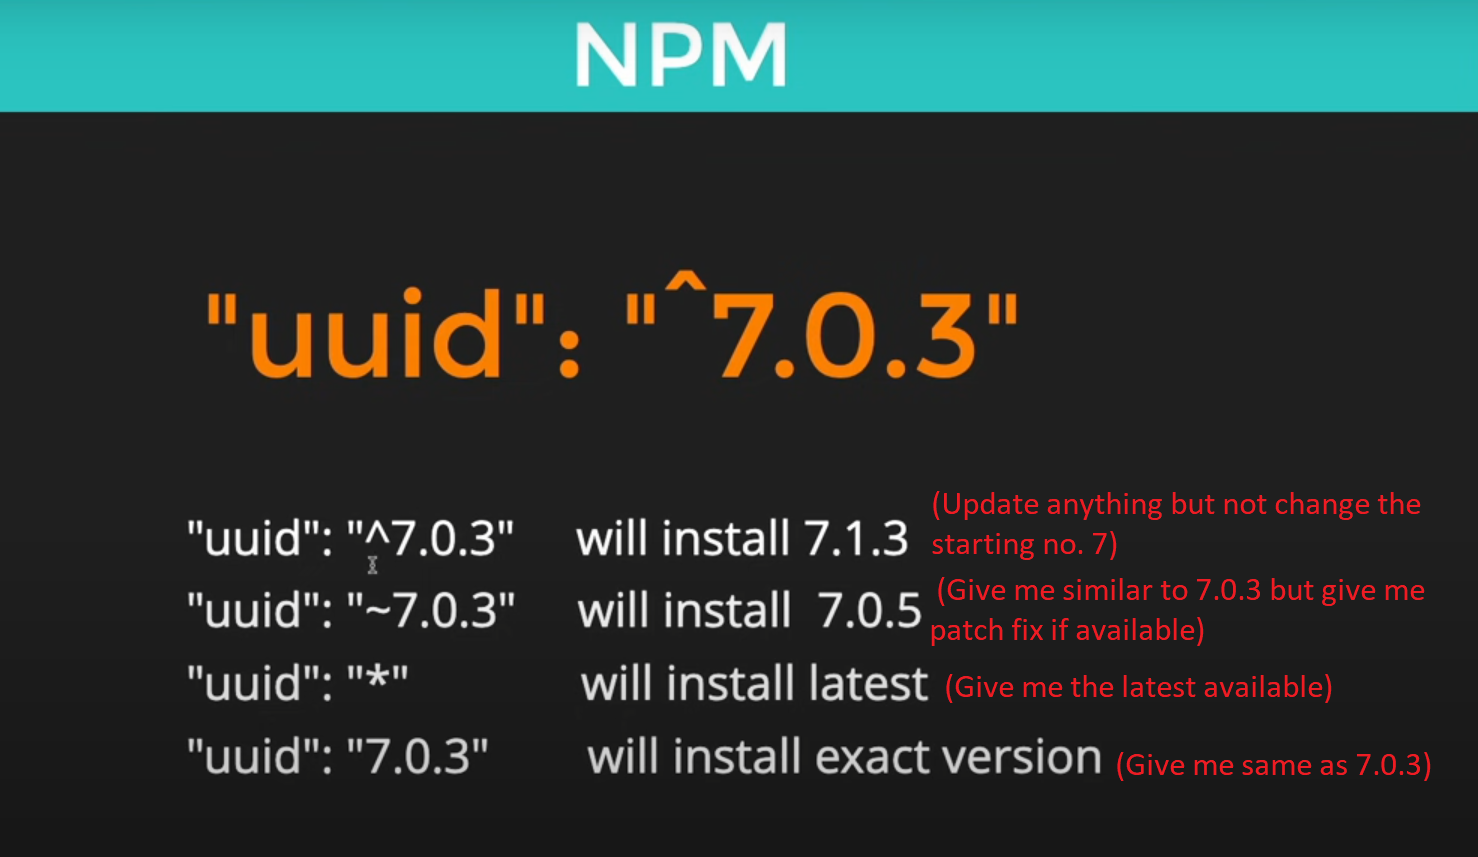 NPM
"uuid": "^7.0.3"
"uuid": "^7.0.3" will install 7.1.3 (Update anything but not change the
starting no. 7)
"uuid": "~7.0.3" will install 7.0.5 (Give me similar to 7.0.3 but give me
patch fix if available)
"uuid": "*" will install latest (Give me the latest available)
"uuid": "7.0.3" will install exact version (Give me same as 7.0.3)